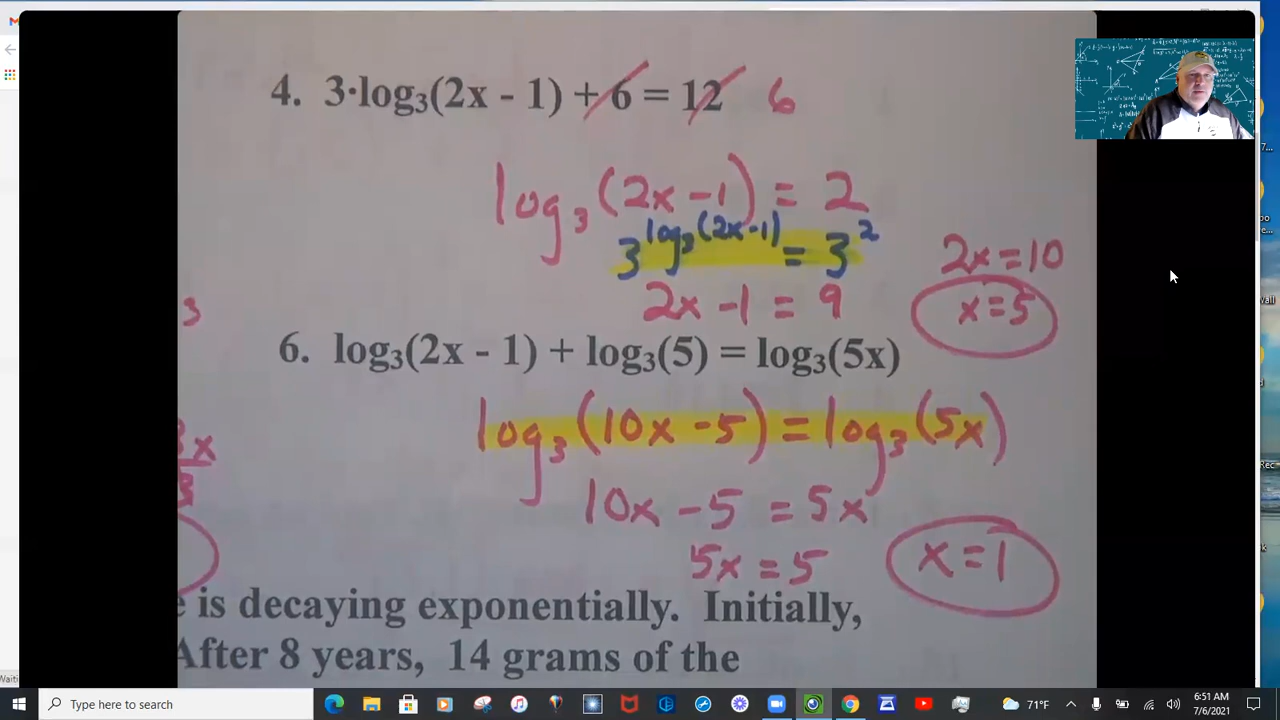 4. 3·log₃(2x - 1) + 6 = 12 6
log₃(2x - 1) = 2
3^log₃(2x - 1) = 3²
2x = 10
2x - 1 = 9
x = 5
3
6. log₃(2x - 1) + log₃(5) = log₃(5x)
log₃(10x - 5) = log₃(5x)
10x - 5 = 5x
5x = 5
x = 1
is decaying exponentially. Initially,
After 8 years, 14 grams of the
Type here to search
71°F
6:51 AM
7/6/2021